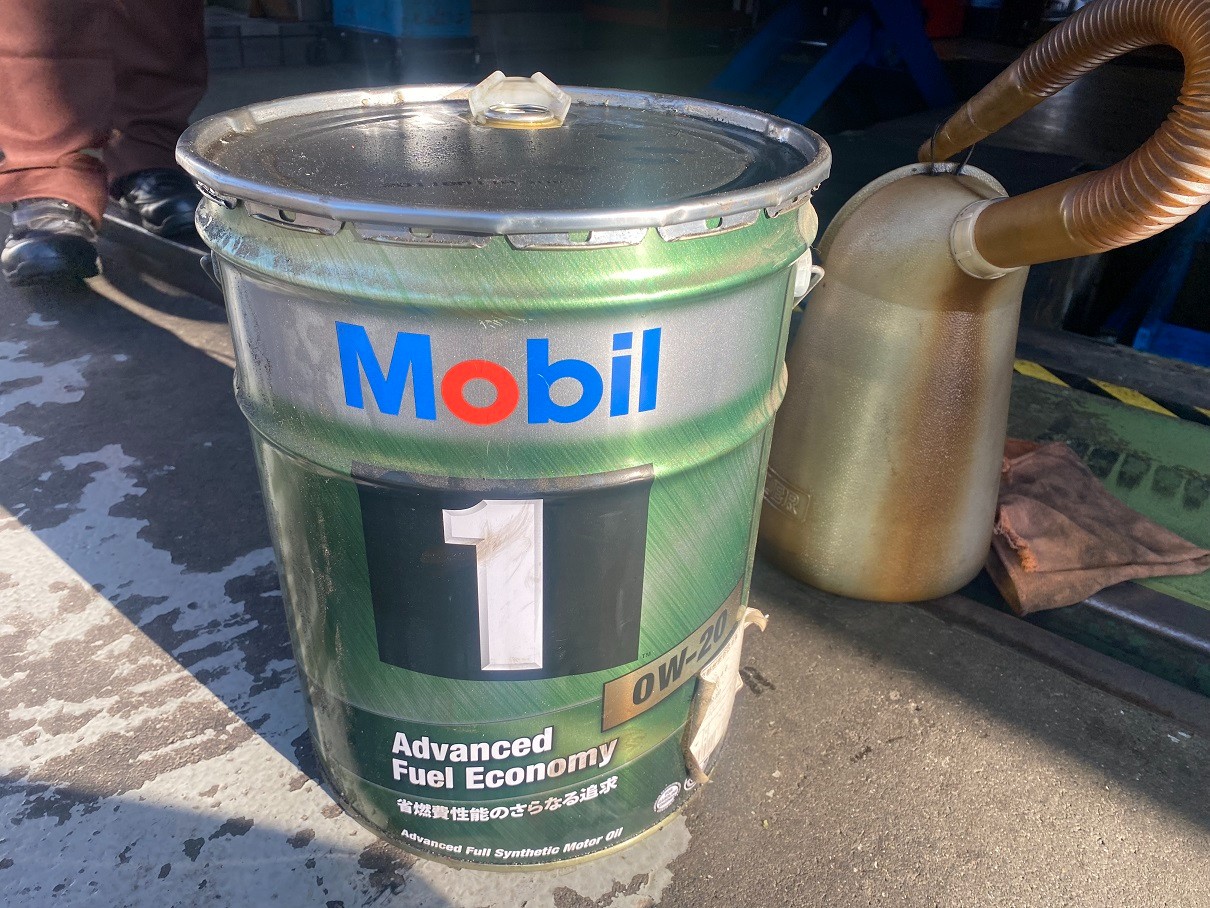 Mobil
1
TM
0W-20
Advanced
Fuel Economy
省燃費性能のさらなる追求
Advanced Full Synthetic Motor Oil